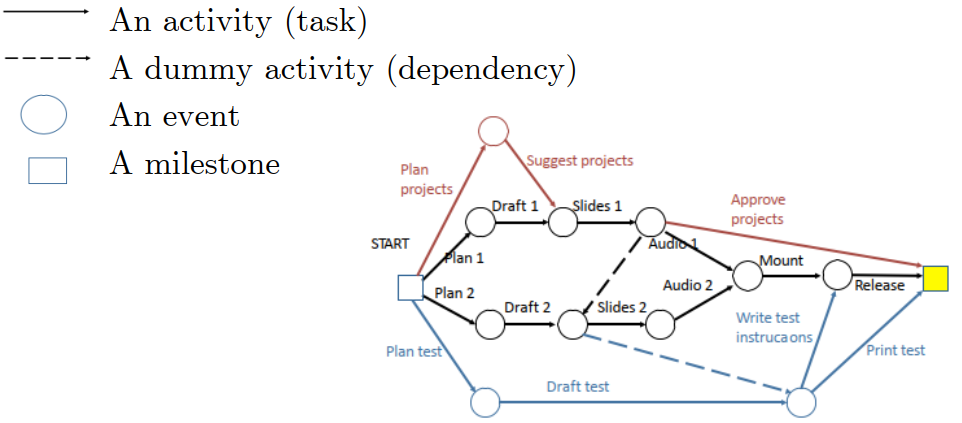 An activity (task)
A dummy activity (dependency)
An event
A milestone
Plan
projects
Suggest projects
Approve
projects
Draft 1
Slides 1
START
Plan 1
Audio 1
Mount
Plan 2
Audio 2
Release
Draft 2
Slides 2
Write test
instrucaons
Plan test
Print test
Draft test